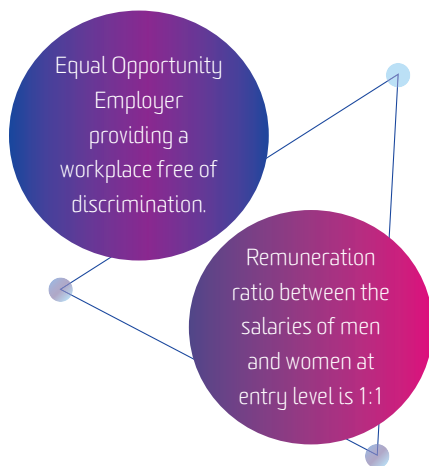 Equal Opportunity
Employer
providing a
workplace free of
discrimination.
Remuneration
ratio between the
salaries of men
and women at
entry level is 1:1